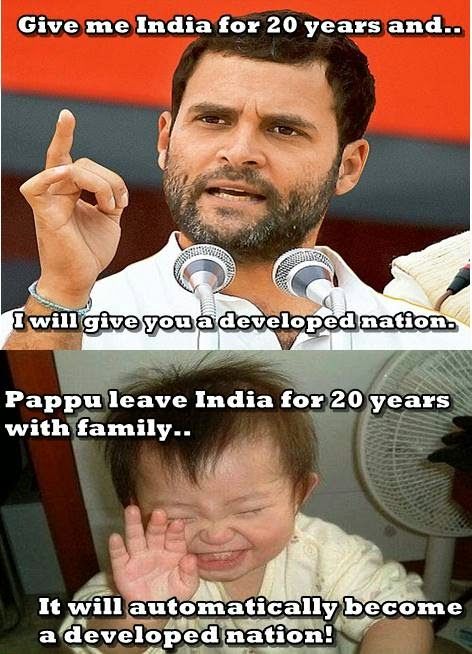 Give me India for 20 years and..
I will give you a developed nation.
Pappu leave India for 20 years
with family..
It will automatically become
a developed nation!